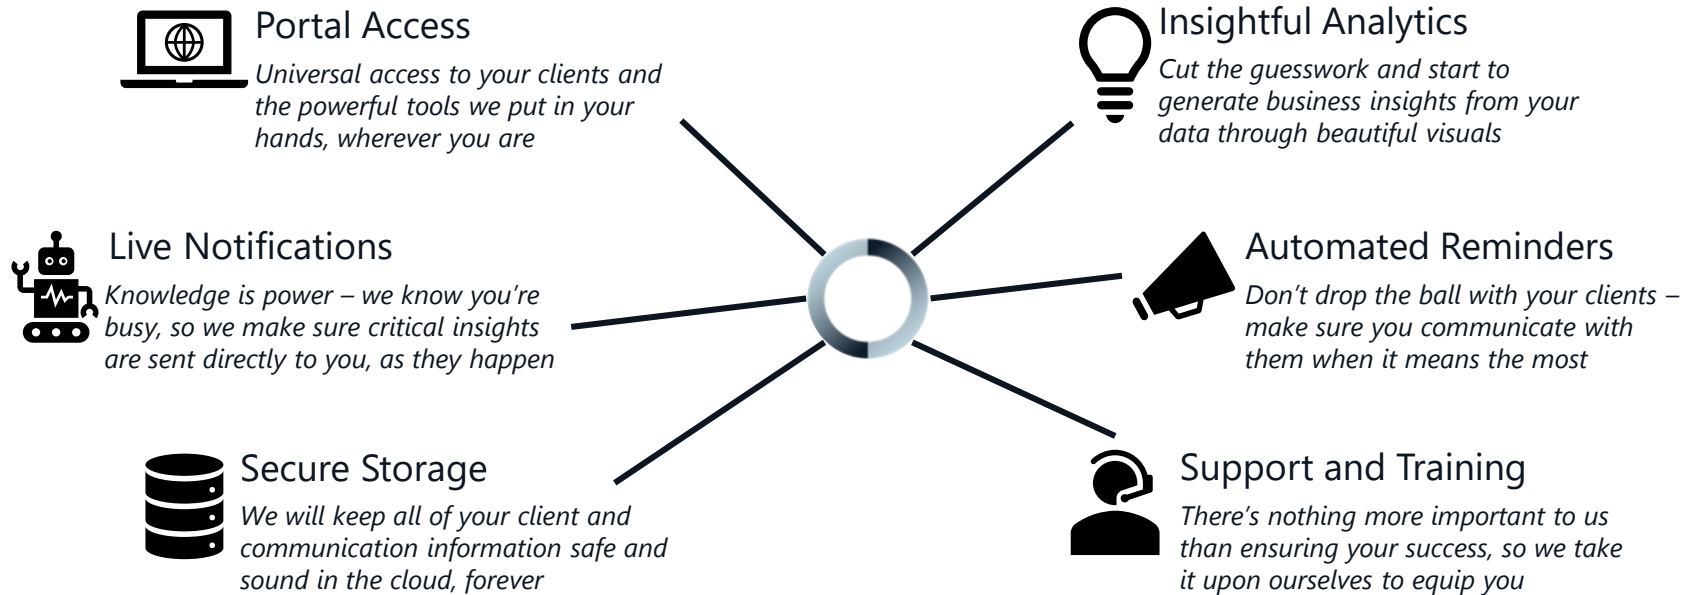 Portal Access
Universal access to your clients and
the powerful tools we put in your
hands, wherever you are
Live Notifications
Knowledge is power – we know you’re
busy, so we make sure critical insights
are sent directly to you, as they happen
Secure Storage
We will keep all of your client and
communication information safe and
sound in the cloud, forever
Insightful Analytics
Cut the guesswork and start to
generate business insights from your
data through beautiful visuals
Automated Reminders
Don’t drop the ball with your clients –
make sure you communicate with
them when it means the most
Support and Training
There’s nothing more important to us
than ensuring your success, so we take
it upon ourselves to equip you